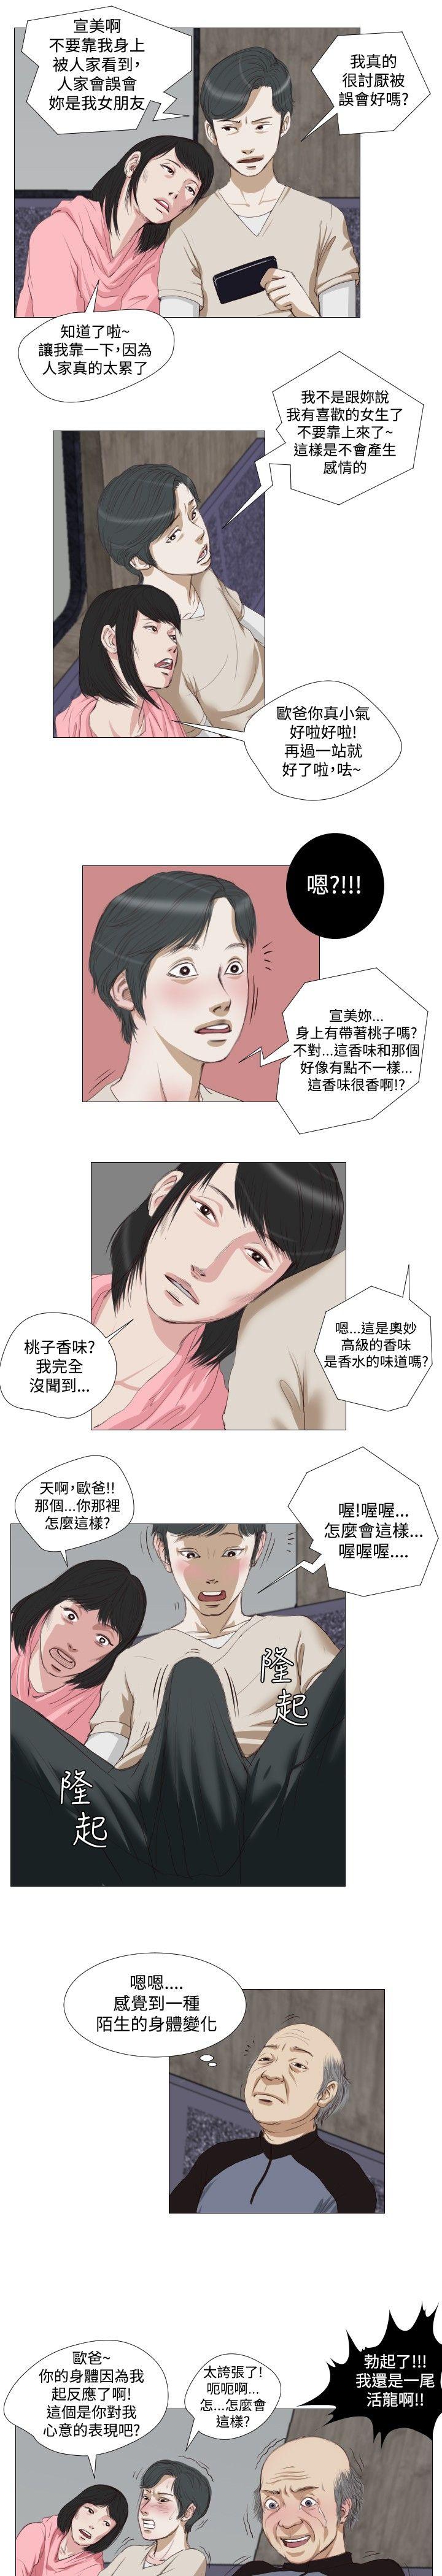 宣美啊
不要靠我身上
被人家看到,
人家會誤會
妳是我女朋友
我真的
很討厭被
誤會好嗎?
知道了啦~
讓我靠一下,因為
人家真的太累了
我不是跟妳說
我有喜歡的女生了
不要靠上來了~
這樣是不會產生
感情的
歐爸你真小氣
好啦好啦!
再過一站就
好了啦,呿~
嗯?!!!
宣美妳...
身上有帶著桃子嗎?
不對...這香味和那個
好像有點不一樣...
這香味很香啊!?
桃子香味?
我完全
沒聞到...
嗯...這是奧妙
高級的香味
是香水的味道嗎?
天啊,歐爸!!
那個...你那裡
怎麼這樣?
喔!喔喔...
怎麼會這樣...
喔喔喔....
隆起
隆起
嗯嗯....
感覺到一種
陌生的身體變化
歐爸~
你的身體因為我
起反應了啊!
這個是你對我
心意的表現吧?
太誇張了!
呃呃啊...
怎...怎麼會
這樣?
勃起了!!!
我還是一尾
活龍啊!!